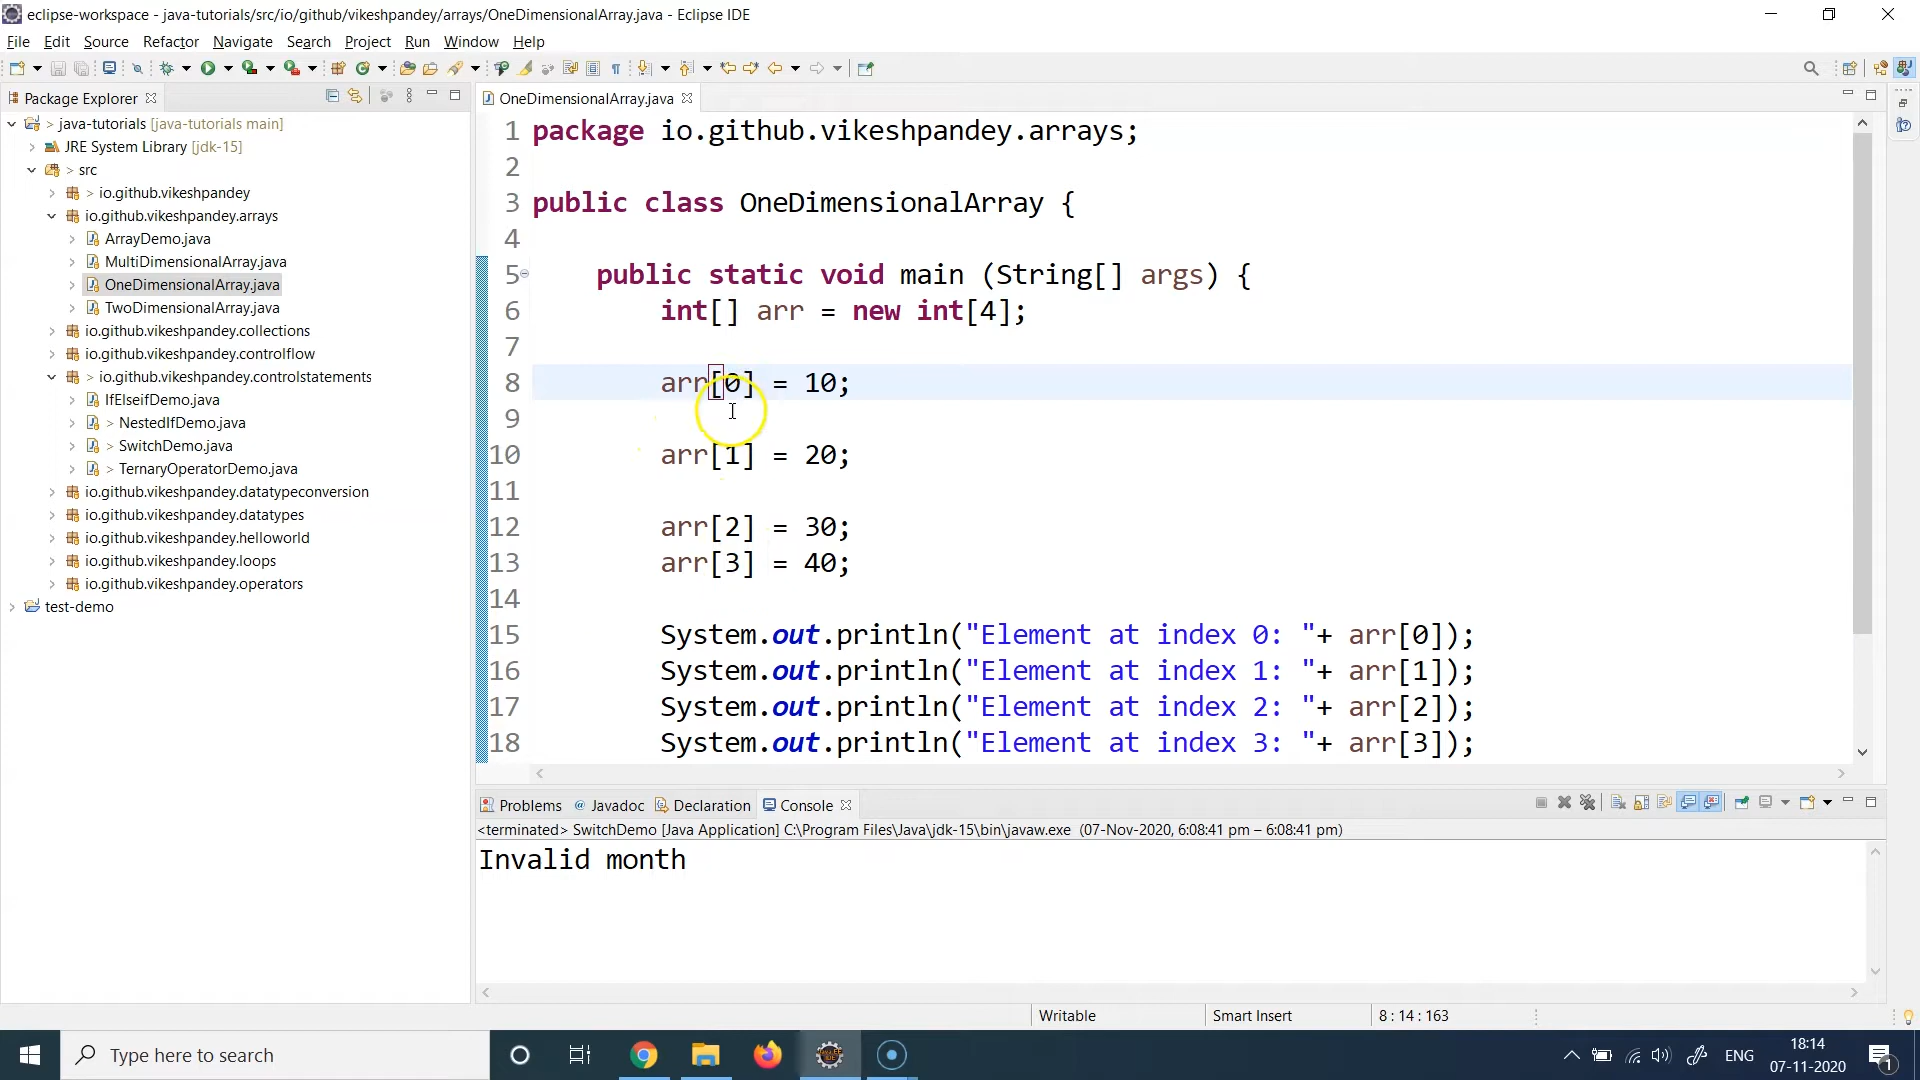 eclipse-workspace - java-tutorials/src/io/github/vikeshpandey/arrays/OneDimensionalArray.java - Eclipse IDE
File Edit Source Refactor Navigate Search Project Run Window Help
Package Explorer
OneDimensionalArray.java
> java-tutorials [java-tutorials main]
JRE System Library [jdk-15]
> src
> io.github.vikeshpandey
io.github.vikeshpandey.arrays
ArrayDemo.java
MultiDimensionalArray.java
OneDimensionalArray.java
TwoDimensionalArray.java
io.github.vikeshpandey.collections
io.github.vikeshpandey.controlflow
> io.github.vikeshpandey.controlstatements
IfElseifDemo.java
> NestedIfDemo.java
> SwitchDemo.java
> TernaryOperatorDemo.java
io.github.vikeshpandey.datatypeconversion
io.github.vikeshpandey.datatypes
io.github.vikeshpandey.helloworld
io.github.vikeshpandey.loops
io.github.vikeshpandey.operators
test-demo
1 package io.github.vikeshpandey.arrays;
2
3 public class OneDimensionalArray {
4
5 public static void main (String[] args) {
6 int[] arr = new int[4];
7
8 arr[0] = 10;
9
10 arr[1] = 20;
11
12 arr[2] = 30;
13 arr[3] = 40;
14
15 System.out.println("Element at index 0: "+ arr[0]);
16 System.out.println("Element at index 1: "+ arr[1]);
17 System.out.println("Element at index 2: "+ arr[2]);
18 System.out.println("Element at index 3: "+ arr[3]);
Problems @ Javadoc Declaration Console
<terminated> SwitchDemo [Java Application] C:\Program Files\Java\jdk-15\bin\javaw.exe (07-Nov-2020, 6:08:41 pm – 6:08:41 pm)
Invalid month
Writable Smart Insert 8 : 14 : 163
Type here to search
ENG
18:14
07-11-2020
1